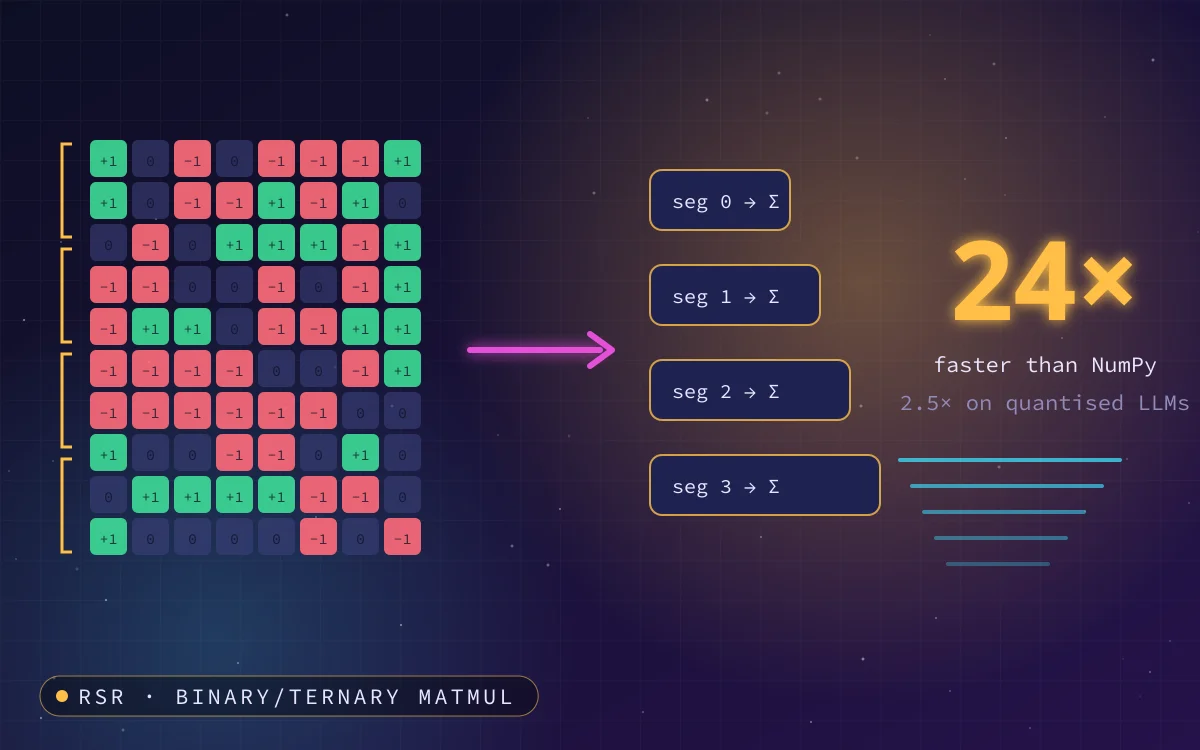 +1 0 −1 0 −1 −1 −1 +1
+1 0 −1 −1 +1 −1 +1 0
0 −1 0 +1 +1 +1 −1 +1
−1 −1 0 0 −1 0 −1 +1
−1 +1 +1 0 −1 −1 +1 +1
−1 −1 −1 −1 0 0 −1 +1
−1 −1 −1 −1 −1 −1 0 0
+1 0 0 −1 −1 0 +1 0
0 +1 +1 +1 +1 −1 −1 0
+1 0 0 0 0 −1 0 −1
seg 0 → Σ
seg 1 → Σ
seg 2 → Σ
seg 3 → Σ
24×
faster than NumPy
2.5× on quantised LLMs
RSR · BINARY/TERNARY MATMUL